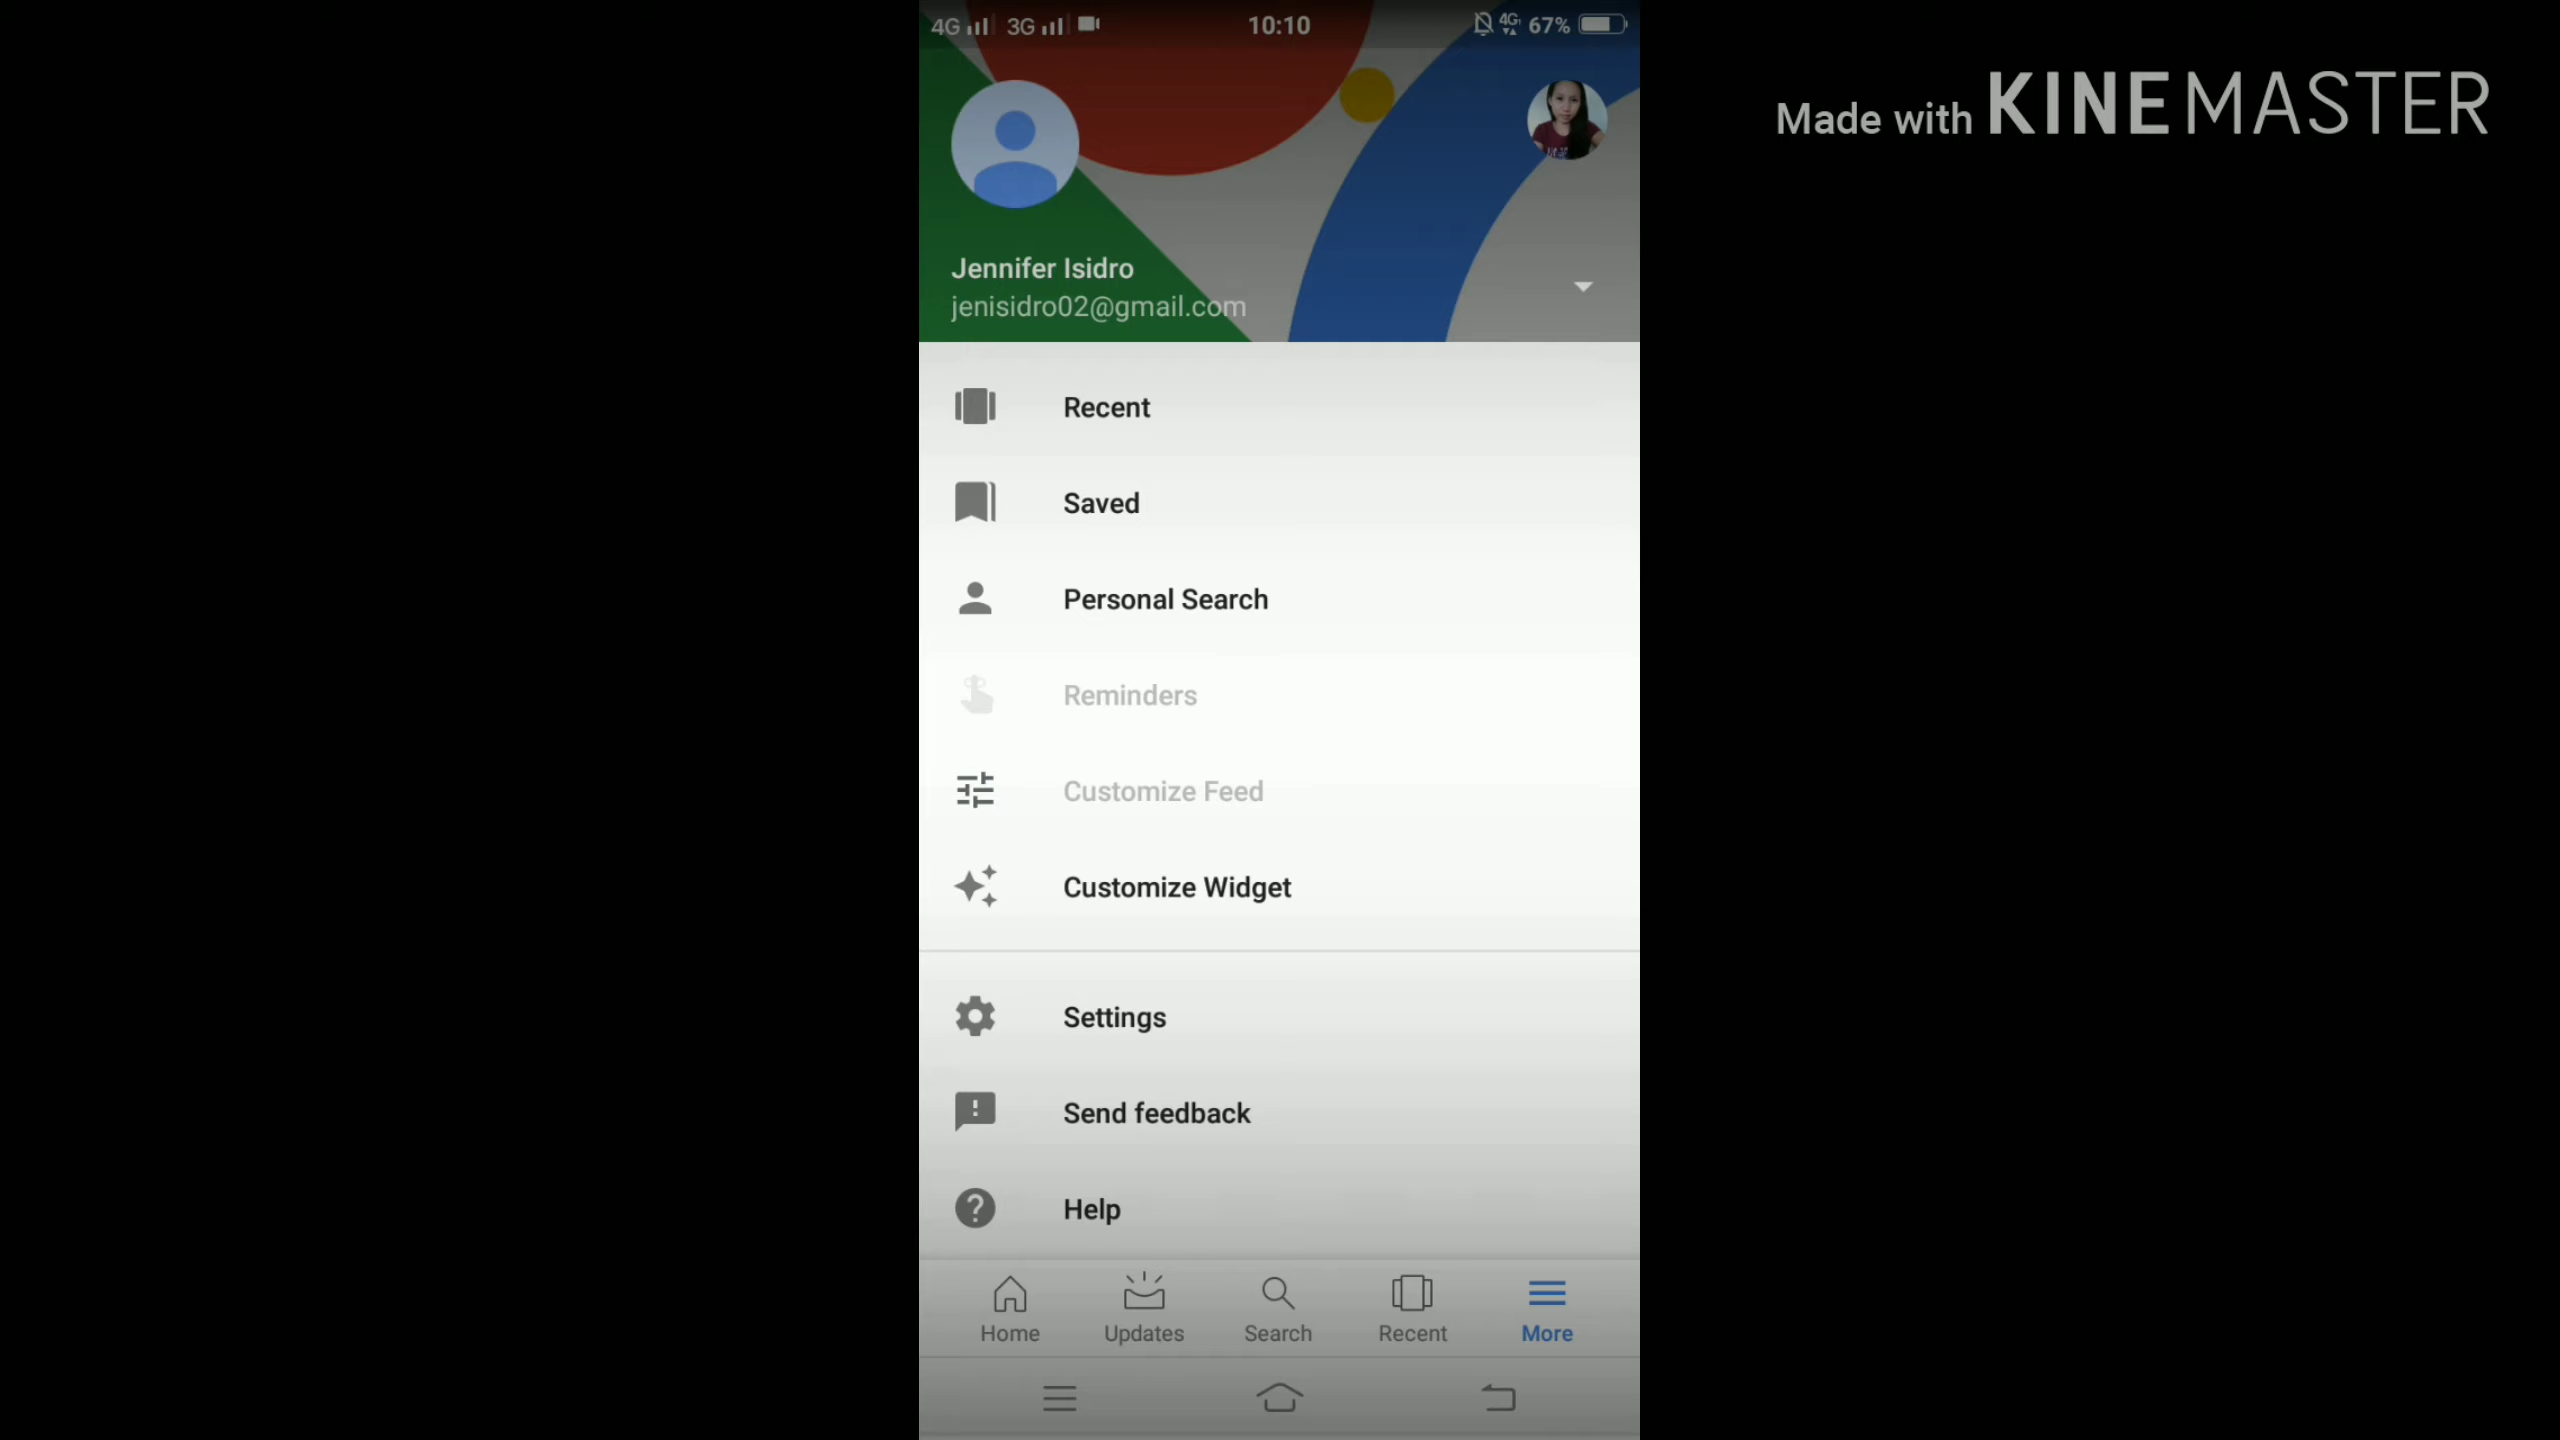 4G 3G 10:10 4G 67%
Made with KINEMASTER
Jennifer Isidro
jenisidro02@gmail.com
Recent
Saved
Personal Search
Reminders
Customize Feed
Customize Widget
Settings
Send feedback
Help
Home Updates Search Recent More